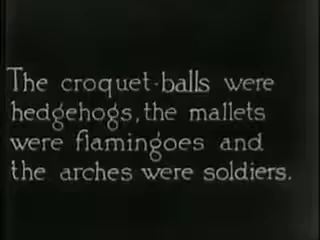 The croquet-balls were
hedgehogs, the mallets
were flamingoes and
the arches were soldiers.